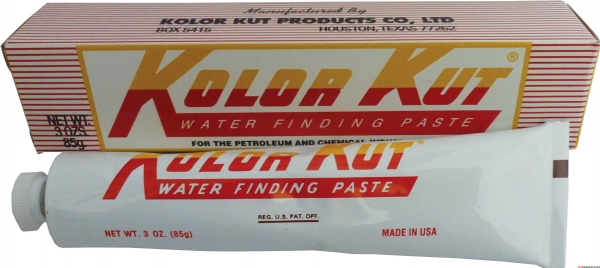 Manufactured By
KOLOR KUT PRODUCTS CO, LTD
BOX 5415 HOUSTON, TEXAS 77262
KOLOR KUT®
WATER FINDING PASTE
NET WT.
3 OZS
85g
FOR THE PETROLEUM AND CHEMICAL
KOLOR KUT®
WATER FINDING PASTE
REG. U.S. PAT. OFF.
NET WT. 3 OZ. (85g) MADE IN USA